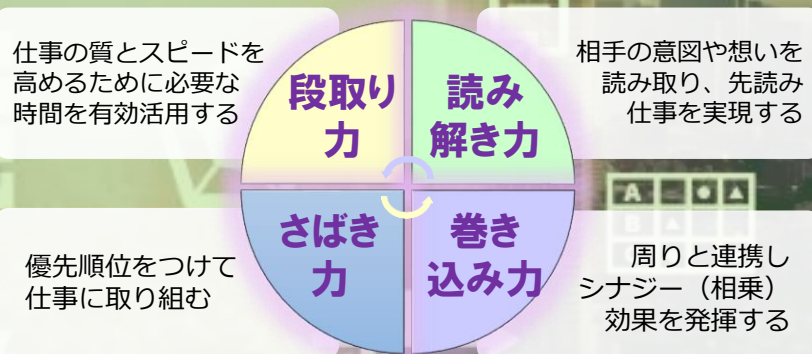 仕事の質とスピードを
高めるために必要な
時間を有効活用する
段取り
力
読み
解き力
相手の意図や想いを
読み取り、先読み
仕事を実現する
優先順位をつけて
仕事に取り組む
さばき
力
巻き
込み力
周りと連携し
シナジー（相乗）
効果を発揮する
A ● ▲
B ▲